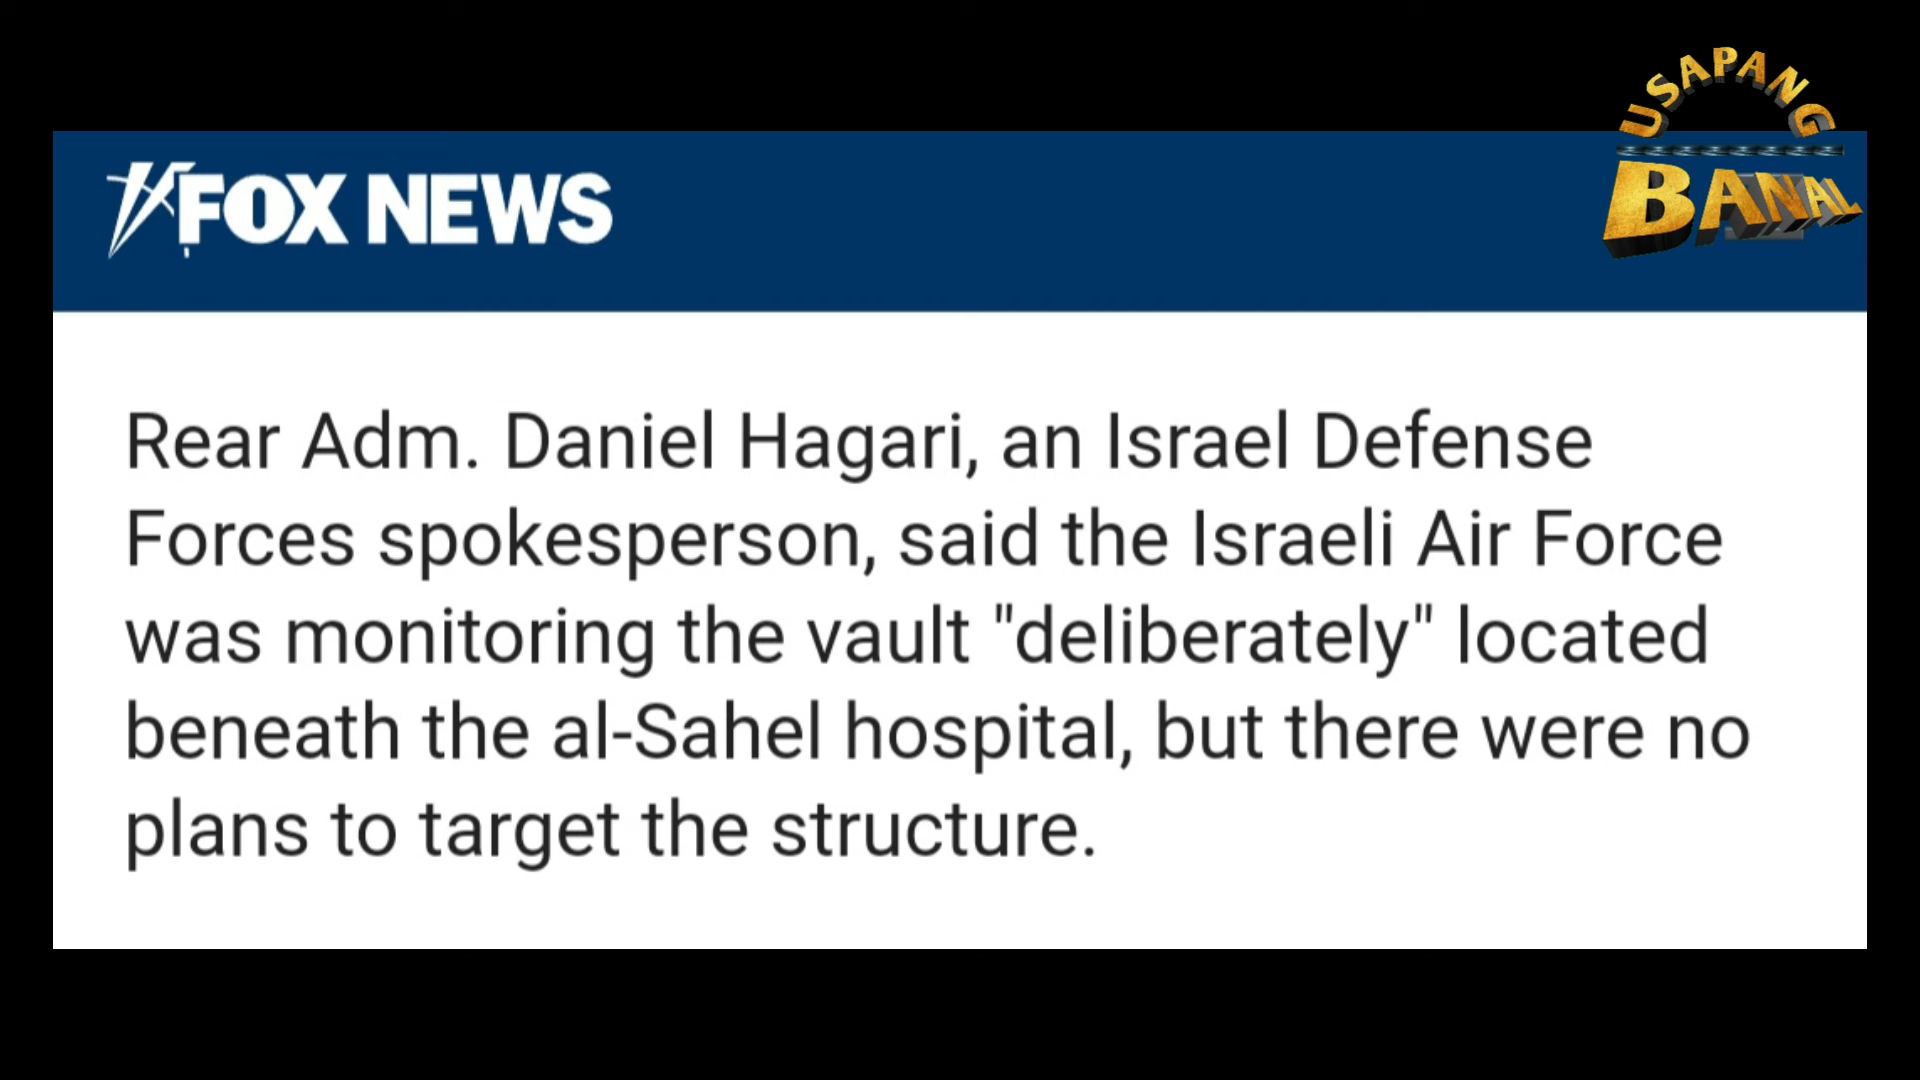 USAPANG
BANAL
FOX NEWS
Rear Adm. Daniel Hagari, an Israel Defense
Forces spokesperson, said the Israeli Air Force
was monitoring the vault "deliberately" located
beneath the al-Sahel hospital, but there were no
plans to target the structure.